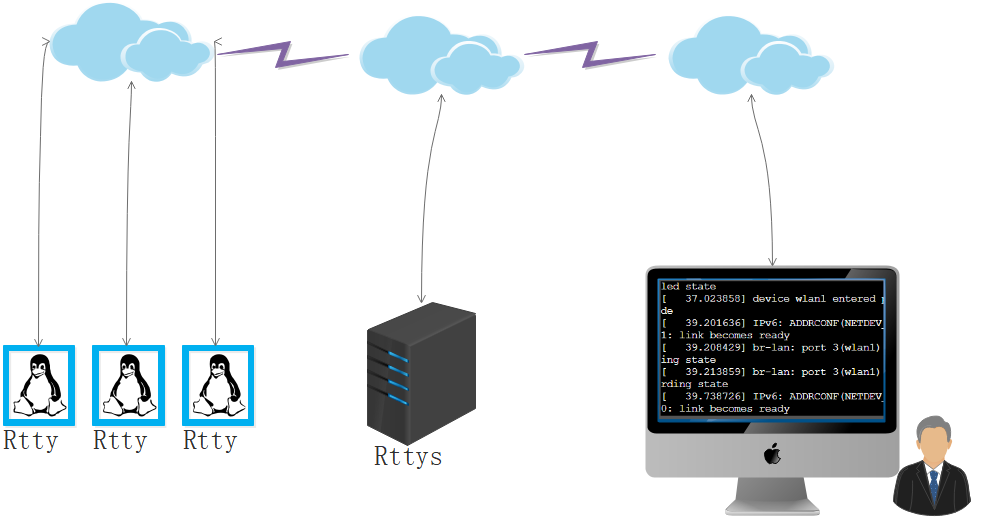 led state
[   37.023858] device wlan1 entered p
de
[   39.201636] IPv6: ADDRCONF(NETDEV_
1: link becomes ready
[   39.208429] br-lan: port 3(wlan1)
ing state
[   39.213859] br-lan: port 3(wlan1)
rding state
[   39.738726] IPv6: ADDRCONF(NETDEV_
0: link becomes ready
Rtty
Rtty
Rtty
Rttys